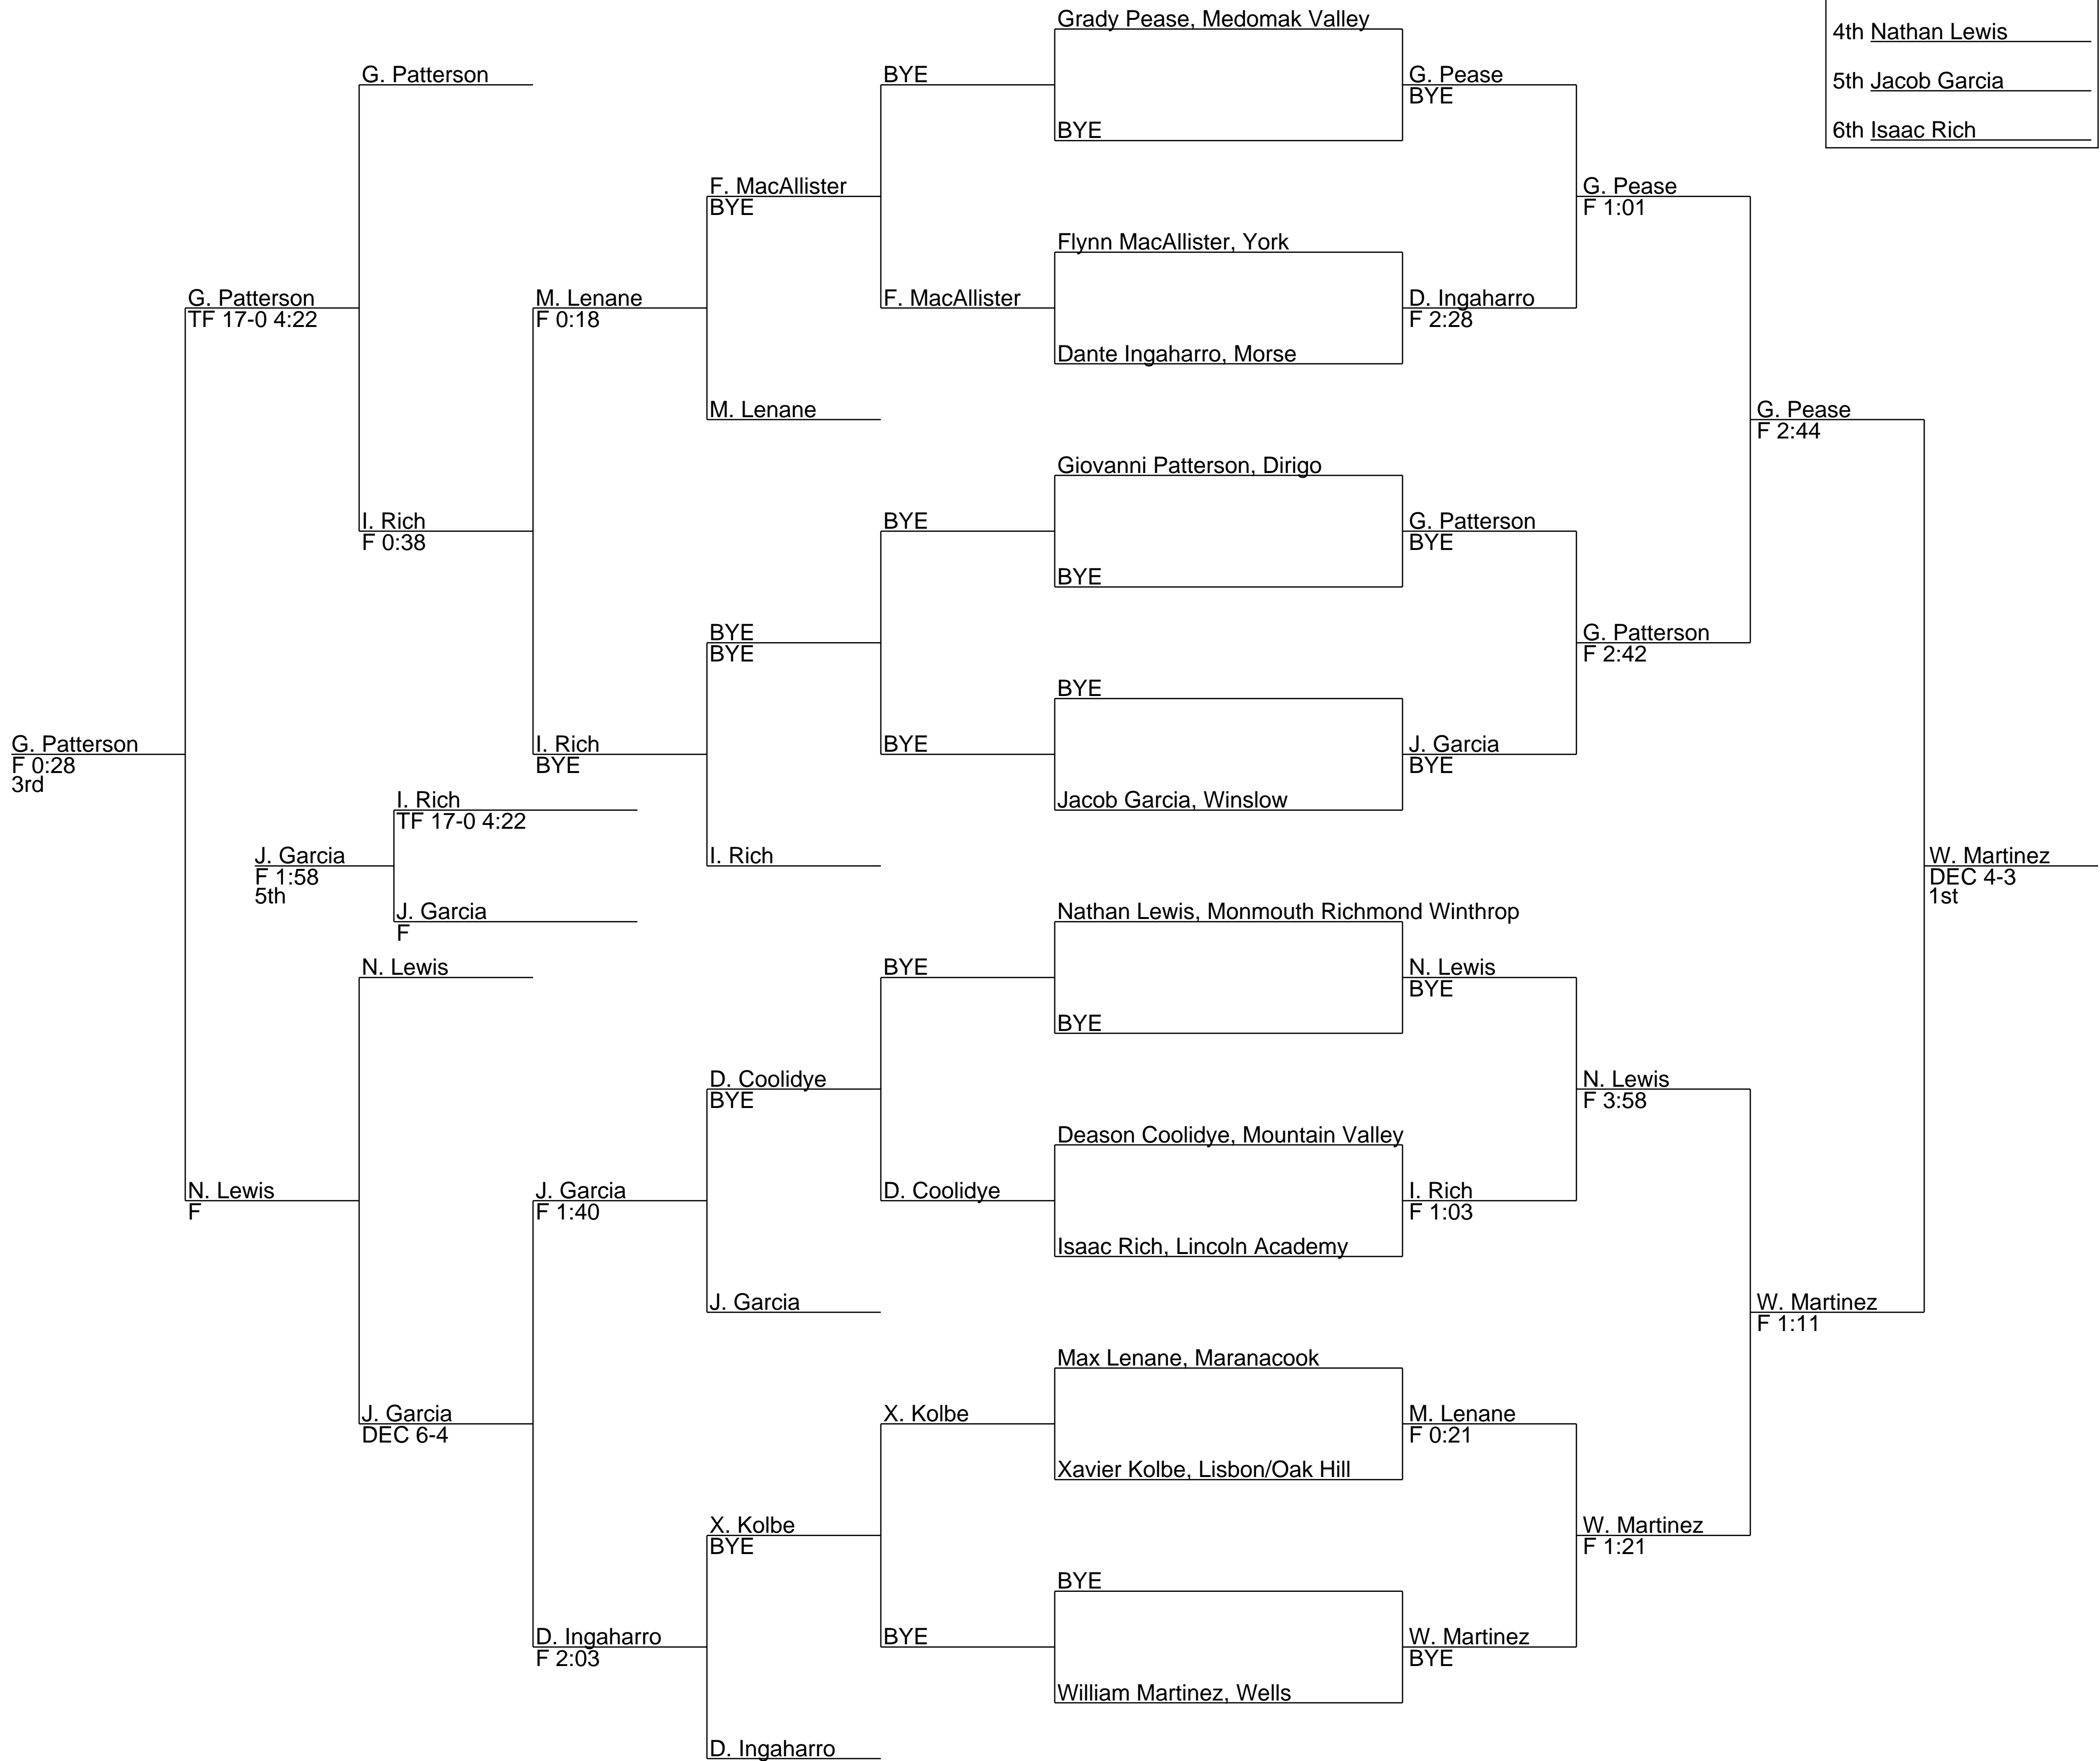 Grady Pease, Medomak Valley
4th Nathan Lewis
G. Patterson
BYE
G. Pease
BYE
5th Jacob Garcia
BYE
6th Isaac Rich
F. MacAllister
BYE
G. Pease
F 1:01
Flynn MacAllister, York
G. Patterson
TF 17-0 4:22
M. Lenane
F 0:18
F. MacAllister
D. Ingaharro
F 2:28
Dante Ingaharro, Morse
M. Lenane
G. Pease
F 2:44
Giovanni Patterson, Dirigo
I. Rich
F 0:38
BYE
G. Patterson
BYE
BYE
BYE
BYE
G. Patterson
F 2:42
BYE
G. Patterson
F 0:28
3rd
I. Rich
BYE
BYE
J. Garcia
BYE
I. Rich
TF 17-0 4:22
Jacob Garcia, Winslow
J. Garcia
F 1:58
5th
I. Rich
W. Martinez
DEC 4-3
1st
J. Garcia
F
Nathan Lewis, Monmouth Richmond Winthrop
N. Lewis
BYE
N. Lewis
BYE
BYE
D. Coolidye
BYE
N. Lewis
F 3:58
Deason Coolidye, Mountain Valley
N. Lewis
F
J. Garcia
F 1:40
D. Coolidye
I. Rich
F 1:03
Isaac Rich, Lincoln Academy
J. Garcia
W. Martinez
F 1:11
Max Lenane, Maranacook
J. Garcia
DEC 6-4
X. Kolbe
M. Lenane
F 0:21
Xavier Kolbe, Lisbon/Oak Hill
X. Kolbe
BYE
W. Martinez
F 1:21
BYE
D. Ingaharro
F 2:03
BYE
W. Martinez
BYE
William Martinez, Wells
D. Ingaharro